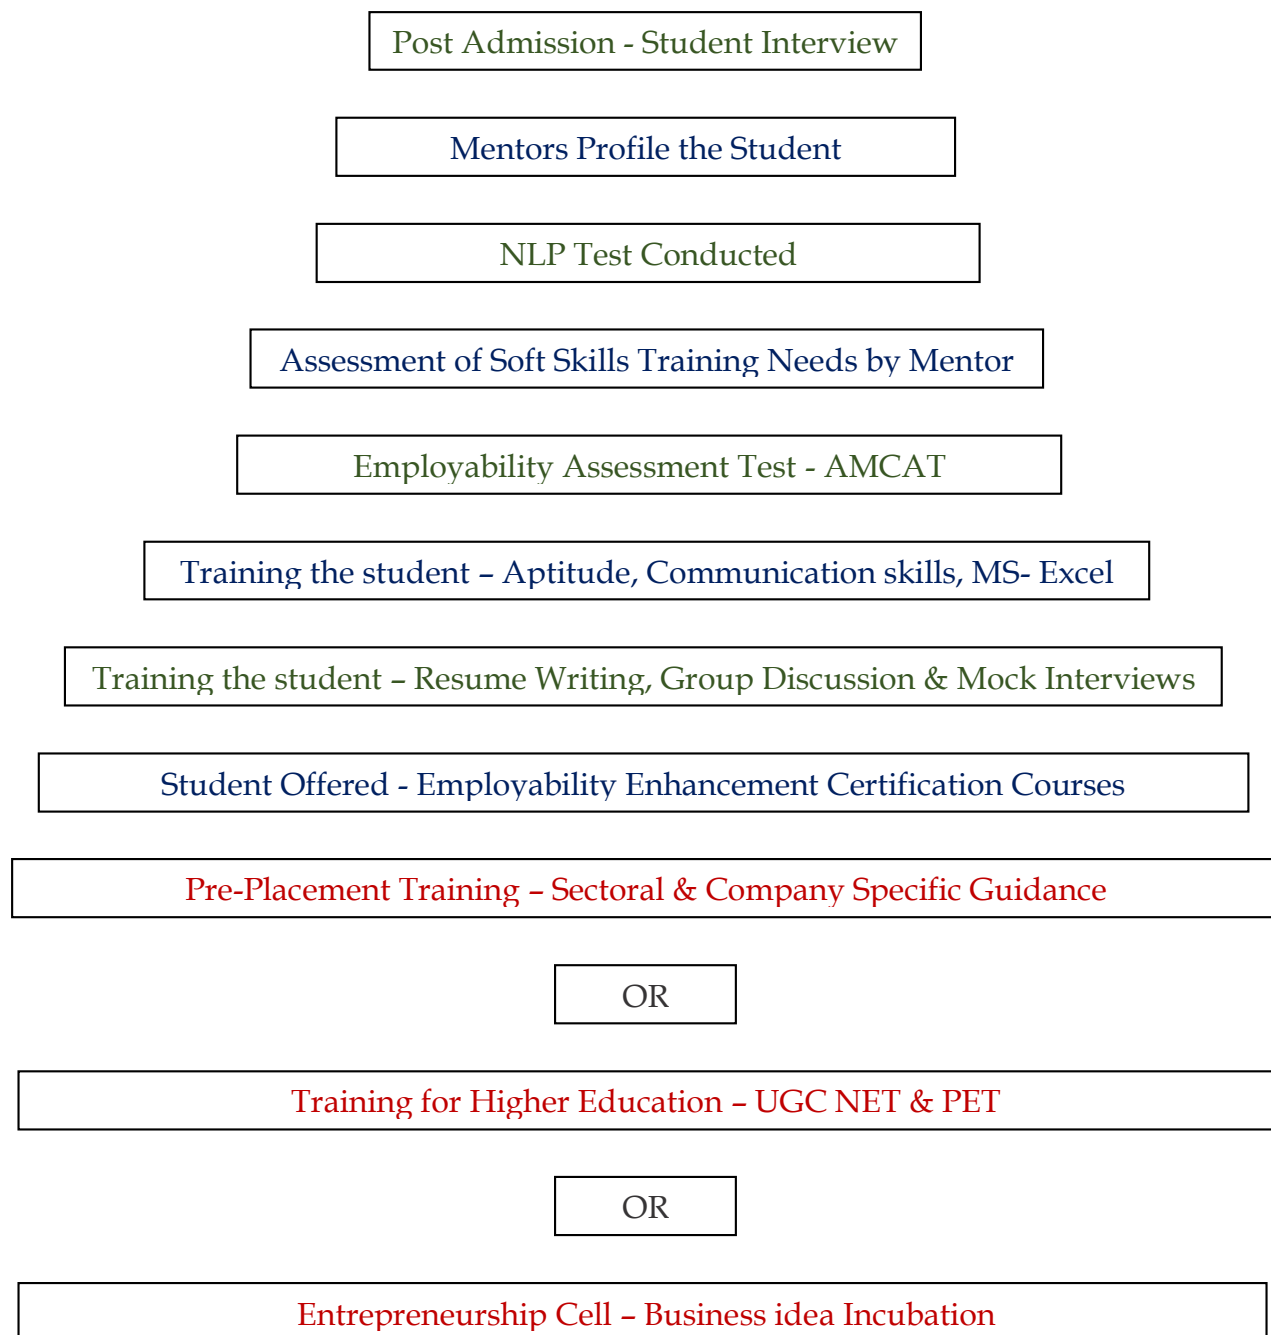 Post Admission - Student Interview
Mentors Profile the Student
NLP Test Conducted
Assessment of Soft Skills Training Needs by Mentor
Employability Assessment Test - AMCAT
Training the student – Aptitude, Communication skills, MS- Excel
Training the student – Resume Writing, Group Discussion & Mock Interviews
Student Offered - Employability Enhancement Certification Courses
Pre-Placement Training – Sectoral & Company Specific Guidance
OR
Training for Higher Education – UGC NET & PET
OR
Entrepreneurship Cell – Business idea Incubation